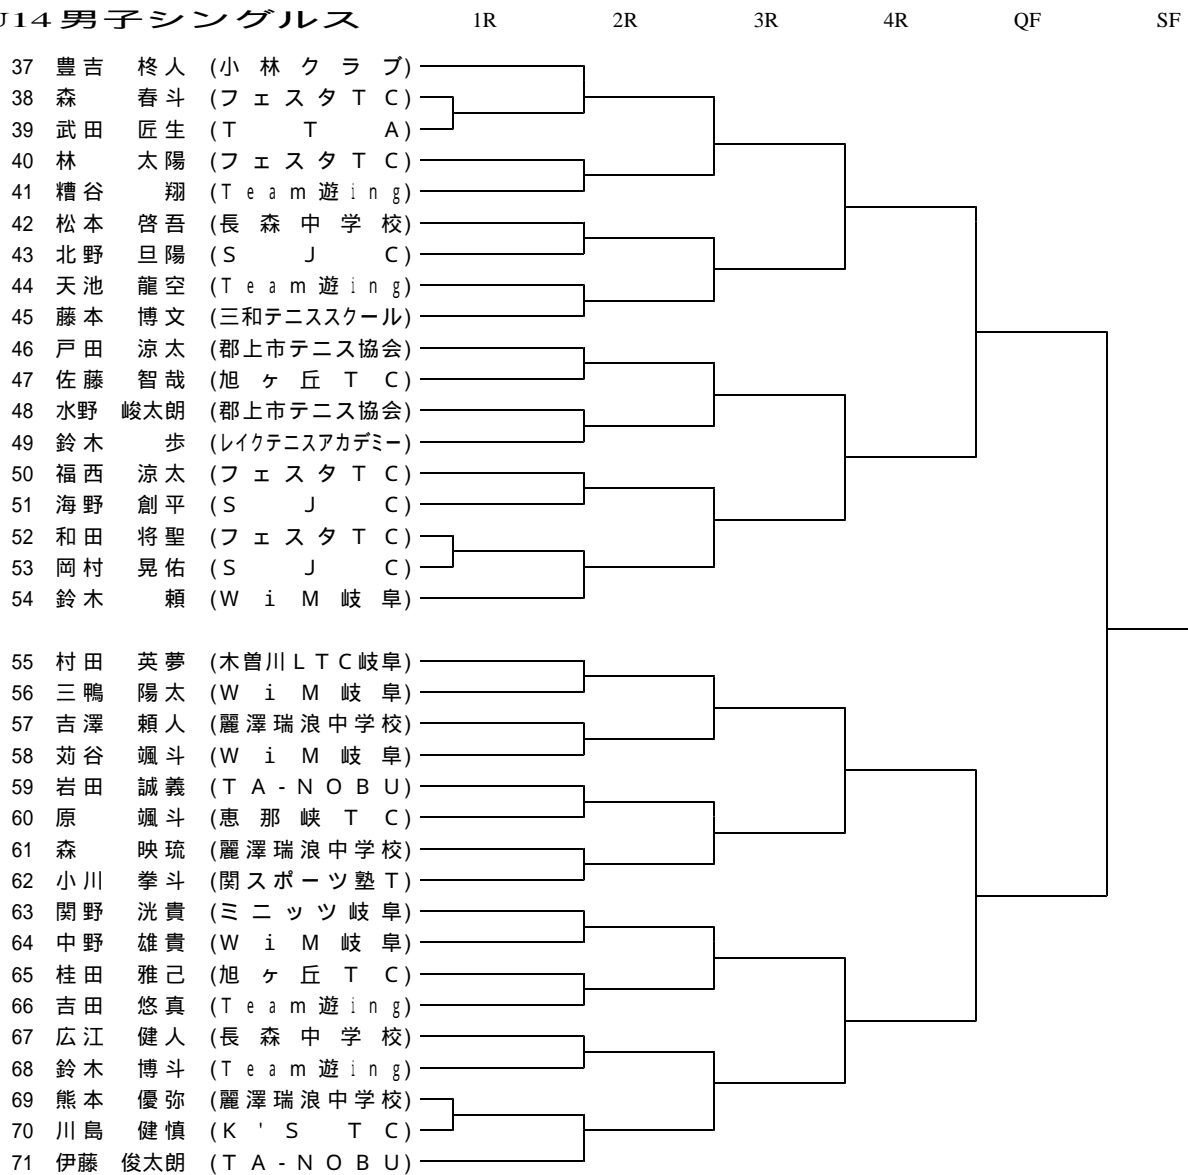 U14男子シングルス 1R 2R 3R 4R QF SF
37 豊吉 柊人 (小林クラブ)
38 森 春斗 (フェスタTC)
39 武田 匠生 (TTA)
40 林 太陽 (フェスタTC)
41 糟谷 翔 (Team遊ing)
42 松本 啓吾 (長森中学校)
43 北野 旦陽 (SJC)
44 天池 龍空 (Team遊ing)
45 藤本 博文 (三和テニススクール)
46 戸田 涼太 (郡上市テニス協会)
47 佐藤 智哉 (旭ヶ丘TC)
48 水野 峻太朗 (郡上市テニス協会)
49 鈴木 歩 (レイクテニスアカデミー)
50 福西 涼太 (フェスタTC)
51 海野 創平 (SJC)
52 和田 将聖 (フェスタTC)
53 岡村 晃佑 (SJC)
54 鈴木 頼 (WiM岐阜)
55 村田 英夢 (木曽川LTC岐阜)
56 三鴨 陽太 (WiM岐阜)
57 吉澤 頼人 (麗澤瑞浪中学校)
58 苅谷 颯斗 (WiM岐阜)
59 岩田 誠義 (TA-NOBU)
60 原 颯斗 (恵那峡TC)
61 森 映琉 (麗澤瑞浪中学校)
62 小川 拳斗 (関スポーツ塾T)
63 関野 洸貴 (ミニッツ岐阜)
64 中野 雄貴 (WiM岐阜)
65 桂田 雅己 (旭ヶ丘TC)
66 吉田 悠真 (Team遊ing)
67 広江 健人 (長森中学校)
68 鈴木 博斗 (Team遊ing)
69 熊本 優弥 (麗澤瑞浪中学校)
70 川島 健慎 (K'S TC)
71 伊藤 俊太朗 (TA-NOBU)